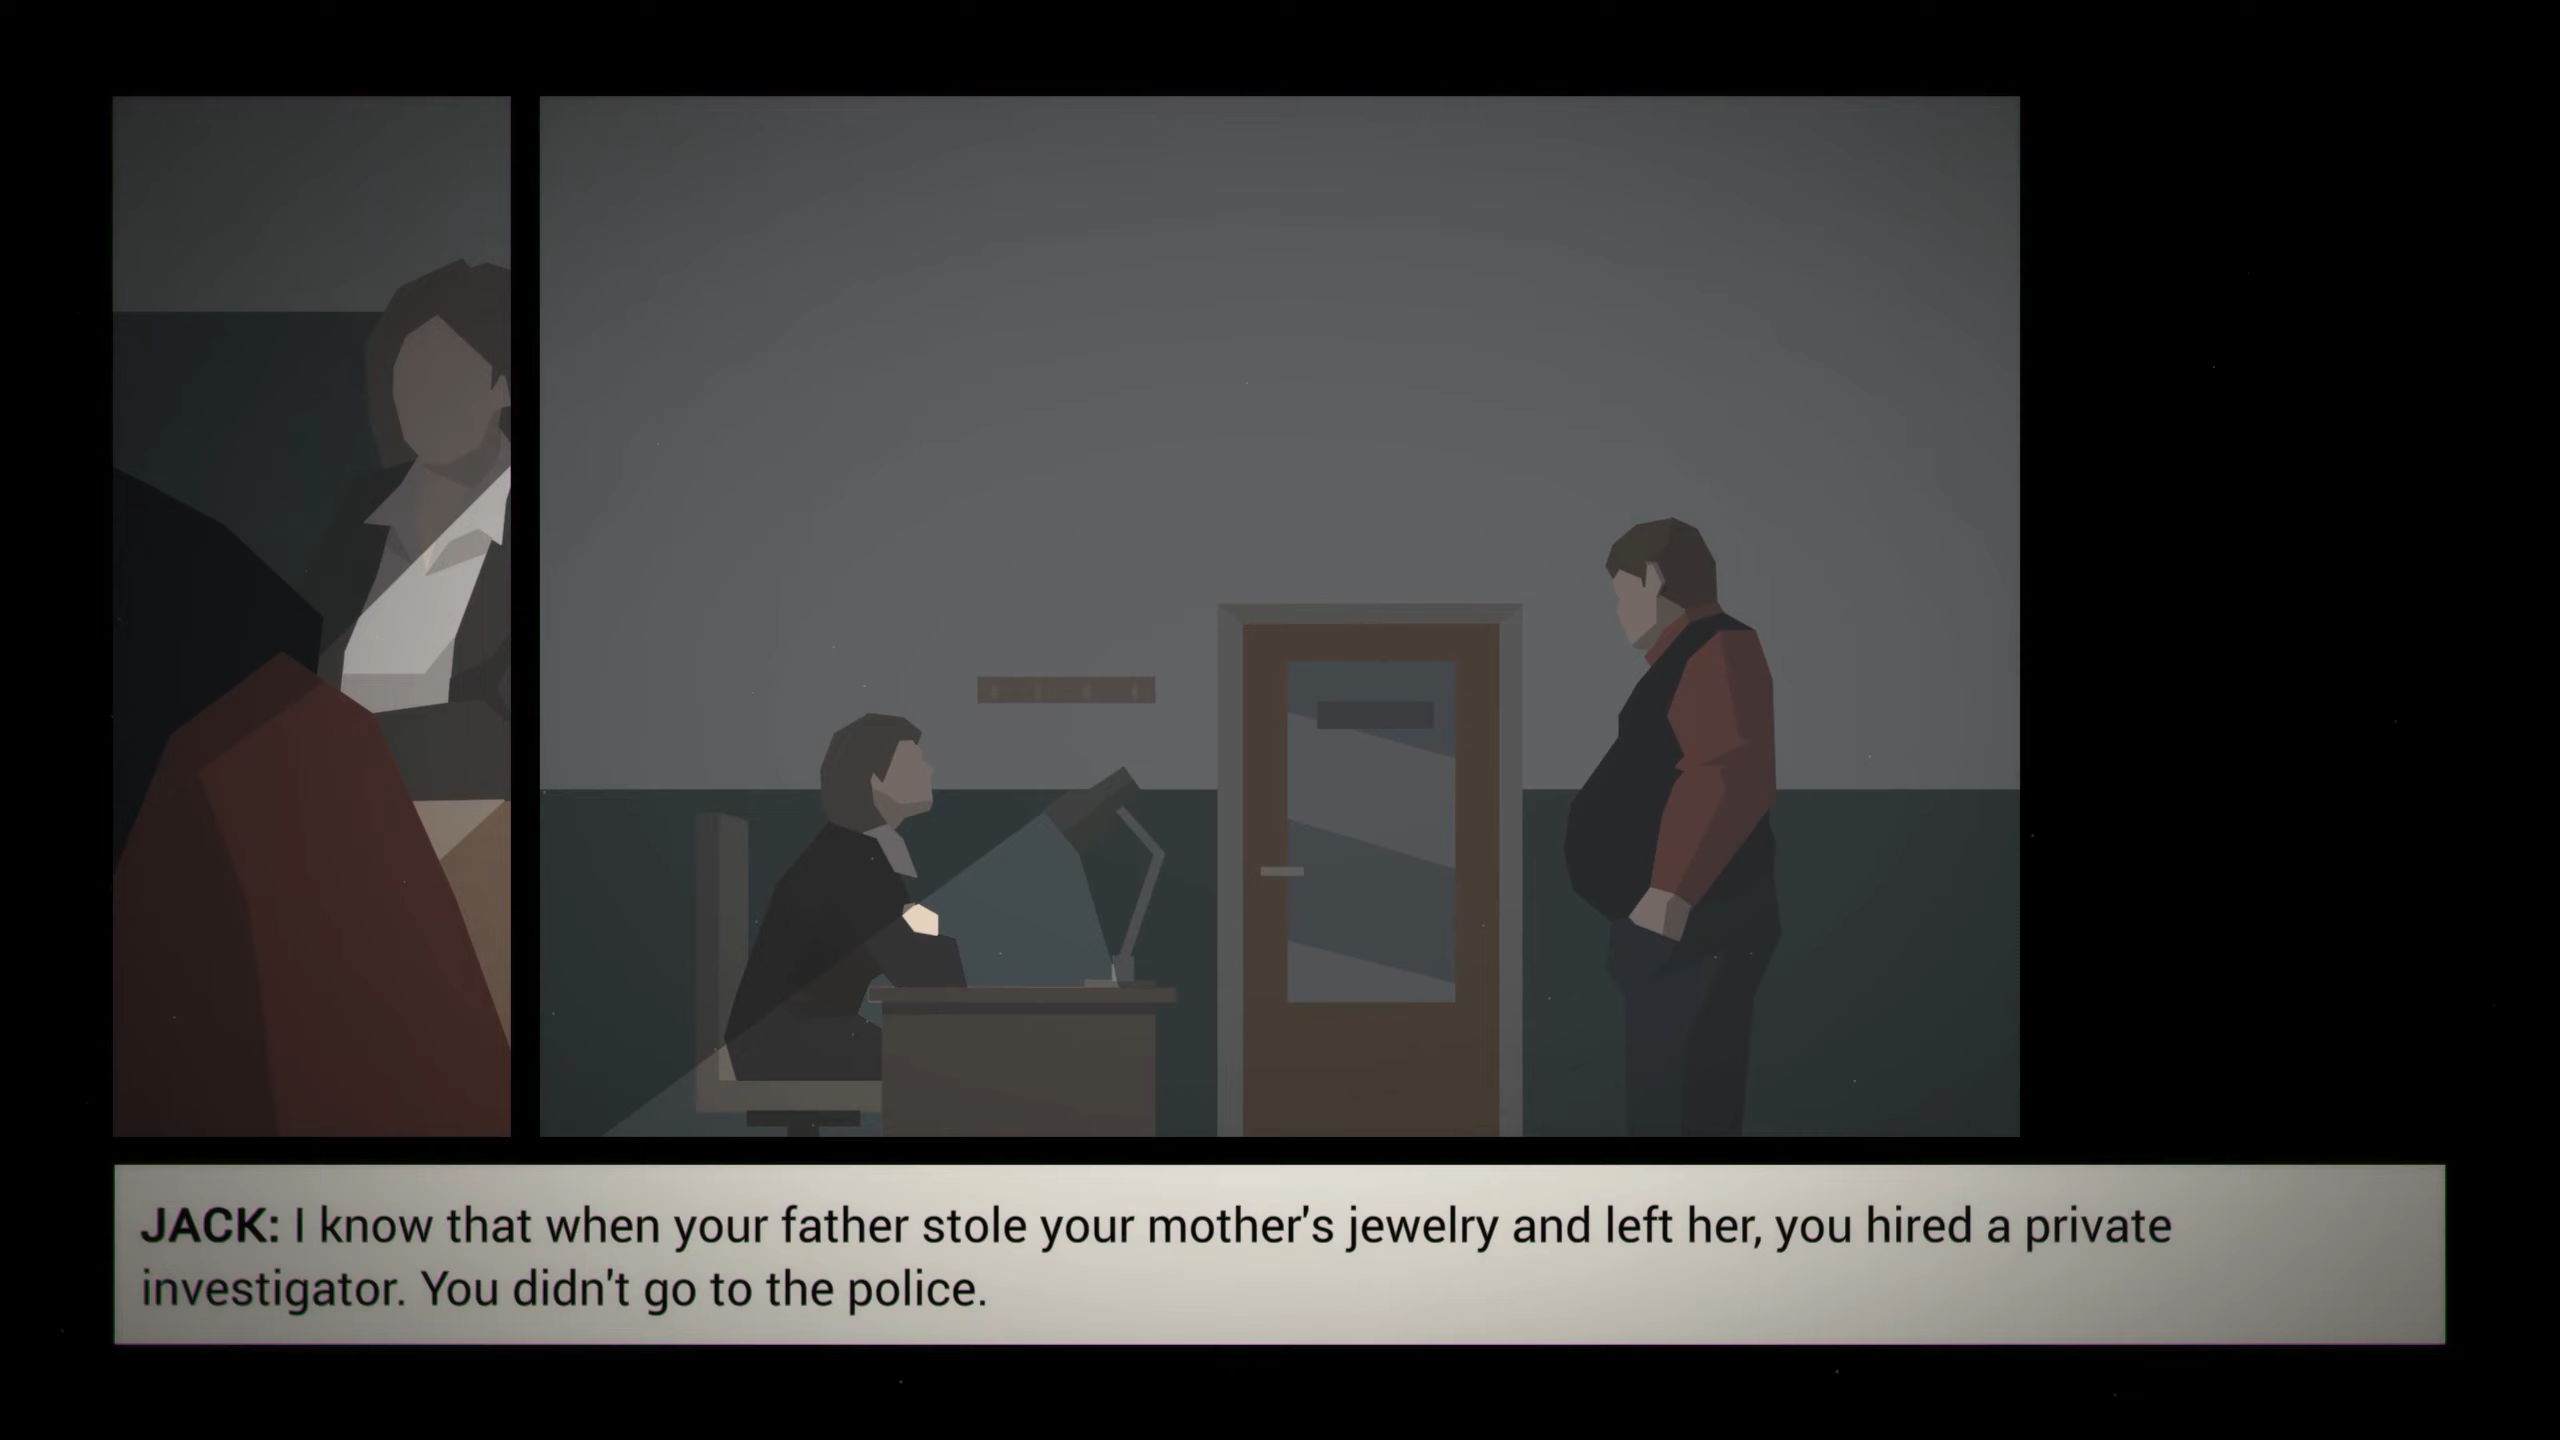 JACK: I know that when your father stole your mother's jewelry and left her, you hired a private
investigator. You didn't go to the police.